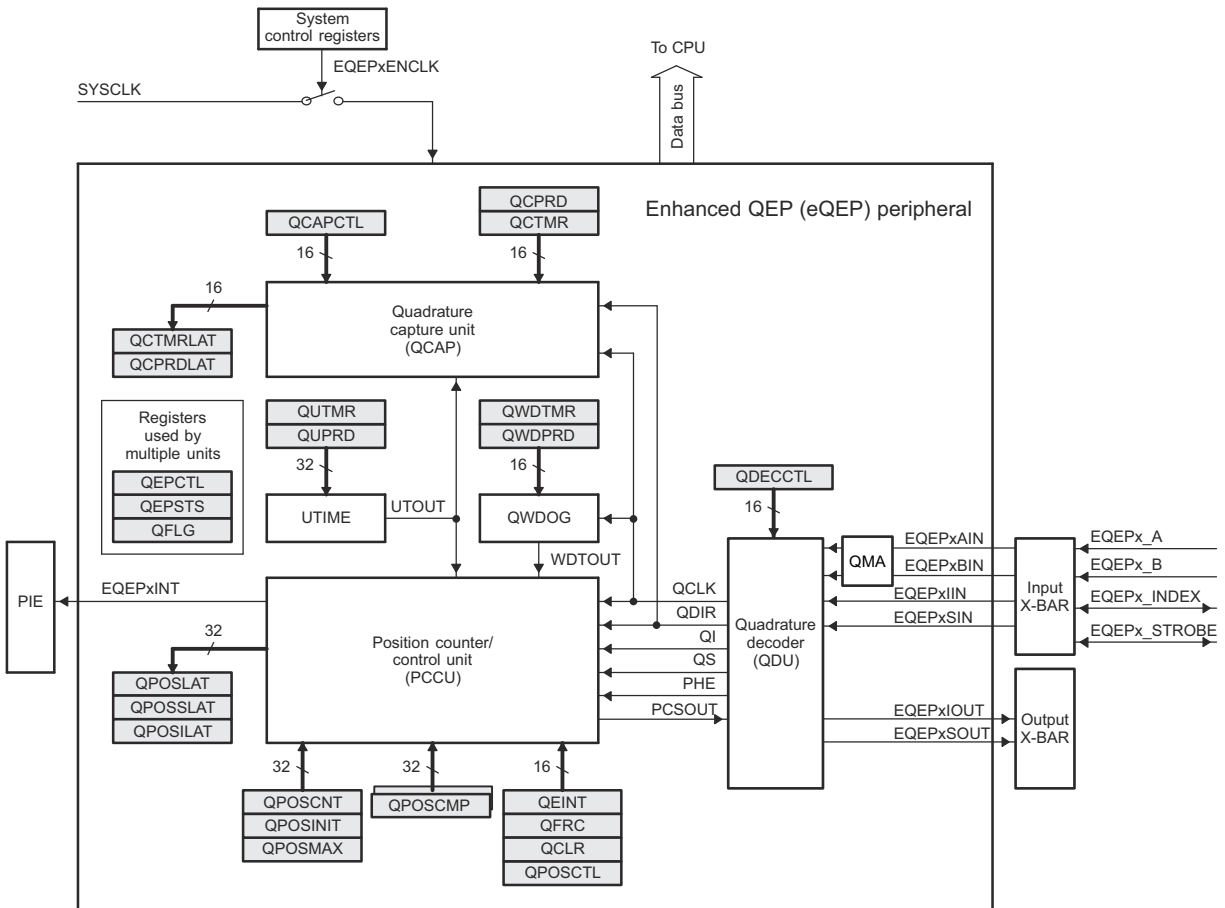 System
control registers
To CPU
EQEPxENCLK
SYSCLK
Data bus
Enhanced QEP (eQEP) peripheral
QCPRD
QCAPCTL
QCTMR
16
16
16
Quadrature
capture unit
(QCAP)
QCTMRLAT
QCPRDLAT
Registers
used by
multiple units
QEPCTL
QEPSTS
QFLG
QUTMR
QUPRD
32
QWDTMR
QWDPRD
16
UTIME
UTOUT
QWDOG
WDTOUT
QDECCTL
16
EQEPxAIN
EQEPxBIN
EQEPxIIN
EQEPxSIN
QMA
Input
X-BAR
EQEPx_A
EQEPx_B
EQEPx_INDEX
EQEPx_STROBE
PIE
EQEPxINT
QCLK
QDIR
QI
QS
PHE
PCSOUT
Position counter/
control unit
(PCCU)
Quadrature
decoder
(QDU)
32
QPOSLAT
QPOSSLAT
QPOSILAT
EQEPxIOUT
EQEPxSOUT
Output
X-BAR
32
32
16
QPOSCNT
QPOSINIT
QPOSMAX
QPOSCMP
QEINT
QFRC
QCLR
QPOSCTL